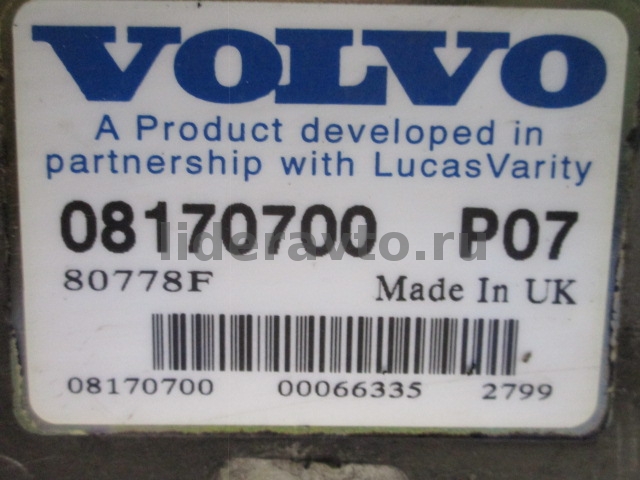 VOLVO
A Product developed in
partnership with LucasVarity
08170700 P07
lideravto.ru
80778F Made In UK
08170700 00066335 2799